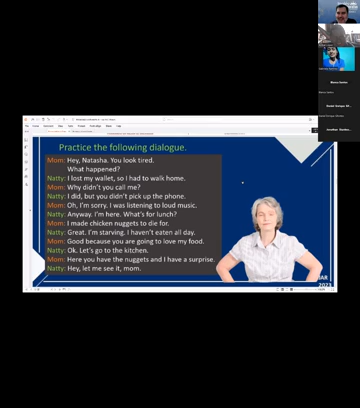 Practice the following dialogue.
Mom: Hey, Natasha. You look tired.
What happened?
Natty: I lost my wallet, so I had to walk home.
Mom: Why didn't you call me?
Natty: I did, but you didn't pick up the phone.
Mom: Oh, I'm sorry. I was listening to loud music.
Natty: Anyway. I'm here. What's for lunch?
Mom: I made chicken nuggets to die for.
Natty: Great. I'm starving. I haven't eaten all day.
Mom: Good because you are going to love my food.
Natty: Ok. Let's go to the kitchen.
Mom: Here you have the nuggets and I have a surprise.
Natty: Hey, let me see it, mom.